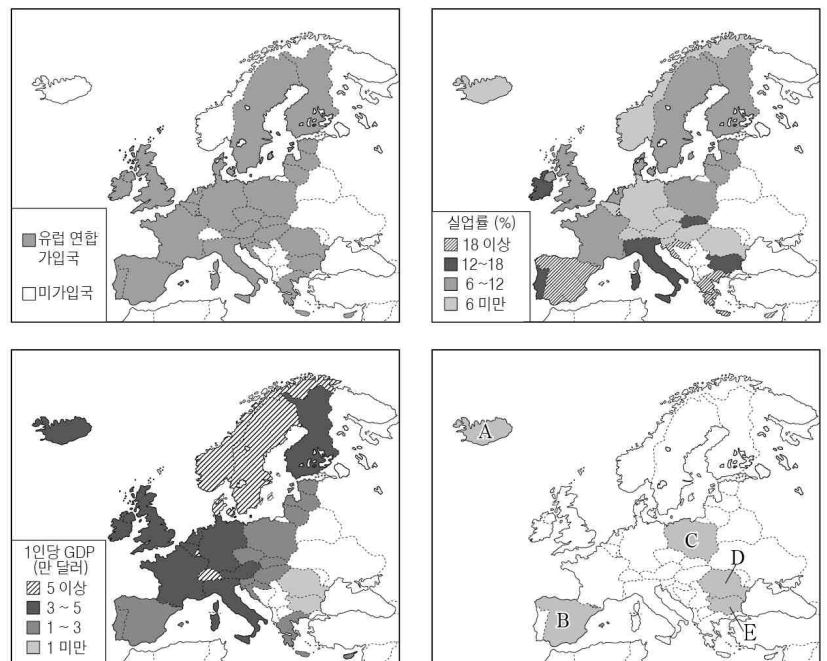 유럽 연합
가입국
미가입국
실업률 (%)
18 이상
12~18
6 ~12
6 미만
1인당 GDP
(만 달러)
5 이상
3 ~ 5
1 ~ 3
1 미만
A
C
D
B
E